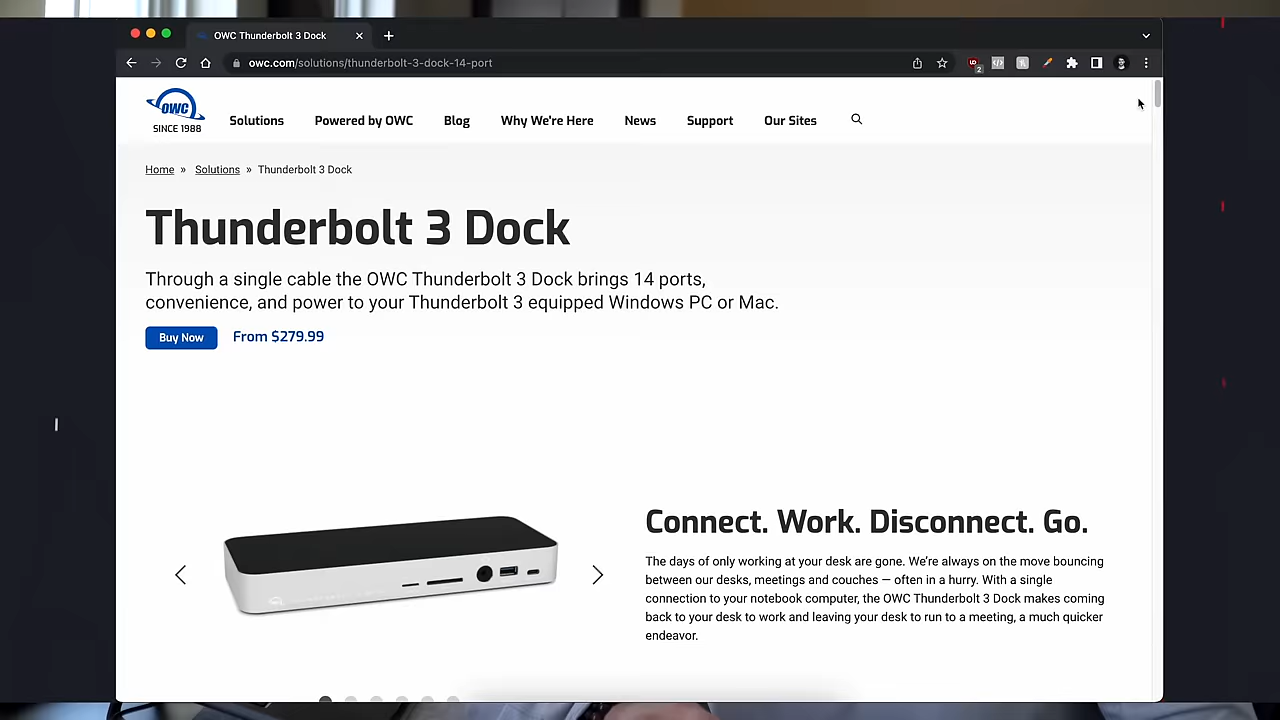 OWC Thunderbolt 3 Dock
owc.com/solutions/thunderbolt-3-dock-14-port
2
OWC
SINCE 1988
Solutions
Powered by OWC
Blog
Why We're Here
News
Support
Our Sites
Home » Solutions » Thunderbolt 3 Dock
Thunderbolt 3 Dock
Through a single cable the OWC Thunderbolt 3 Dock brings 14 ports,
convenience, and power to your Thunderbolt 3 equipped Windows PC or Mac.
Buy Now
From $279.99
Connect. Work. Disconnect. Go.
The days of only working at your desk are gone. We're always on the move bouncing
between our desks, meetings and couches — often in a hurry. With a single
connection to your notebook computer, the OWC Thunderbolt 3 Dock makes coming
back to your desk to work and leaving your desk to run to a meeting, a much quicker
endeavor.